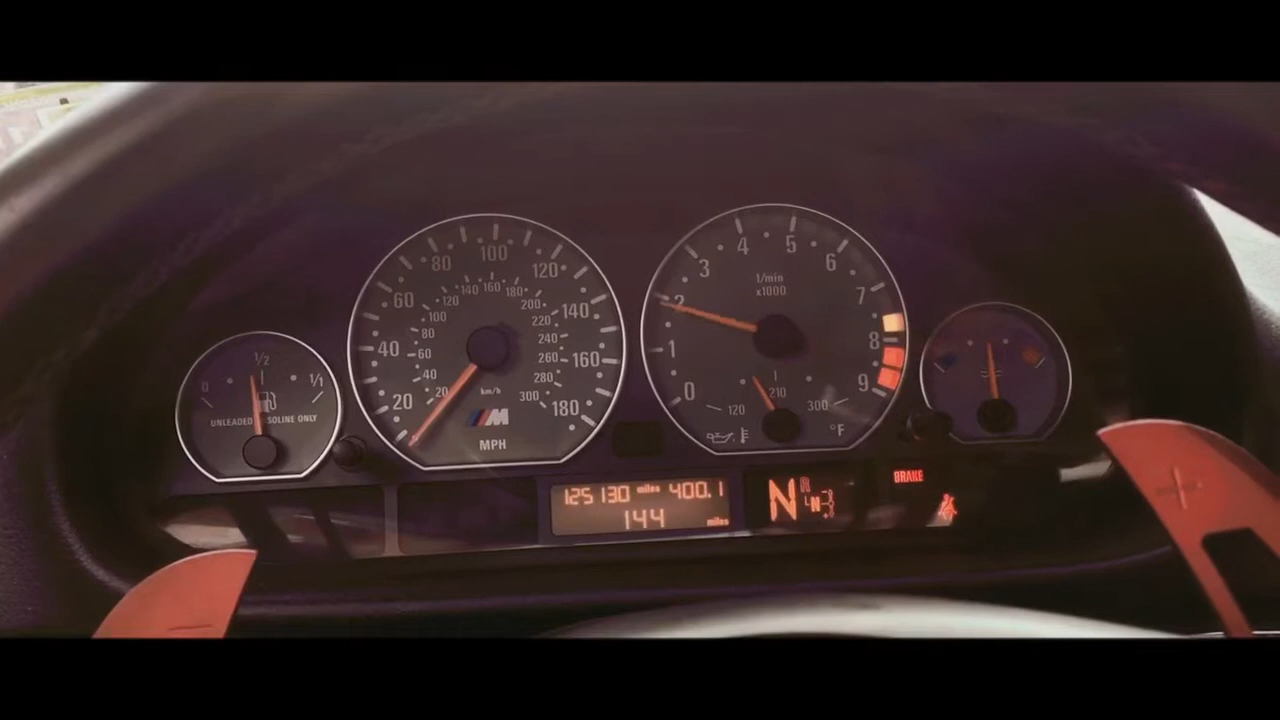 0 1/2 1/1
UNLEADED SOLINE ONLY
20 40 60 80 100 120 140 160 180
20 40 60 80 100 120 140 160 180 200 220 240 260 280 300
km/h
M
MPH
0 1 2 3 4 5 6 7 8 9
1/min
x1000
120 210 300
°F
125130 miles 400.1
144 miles
N R
L N
+
BRAKE
+
−